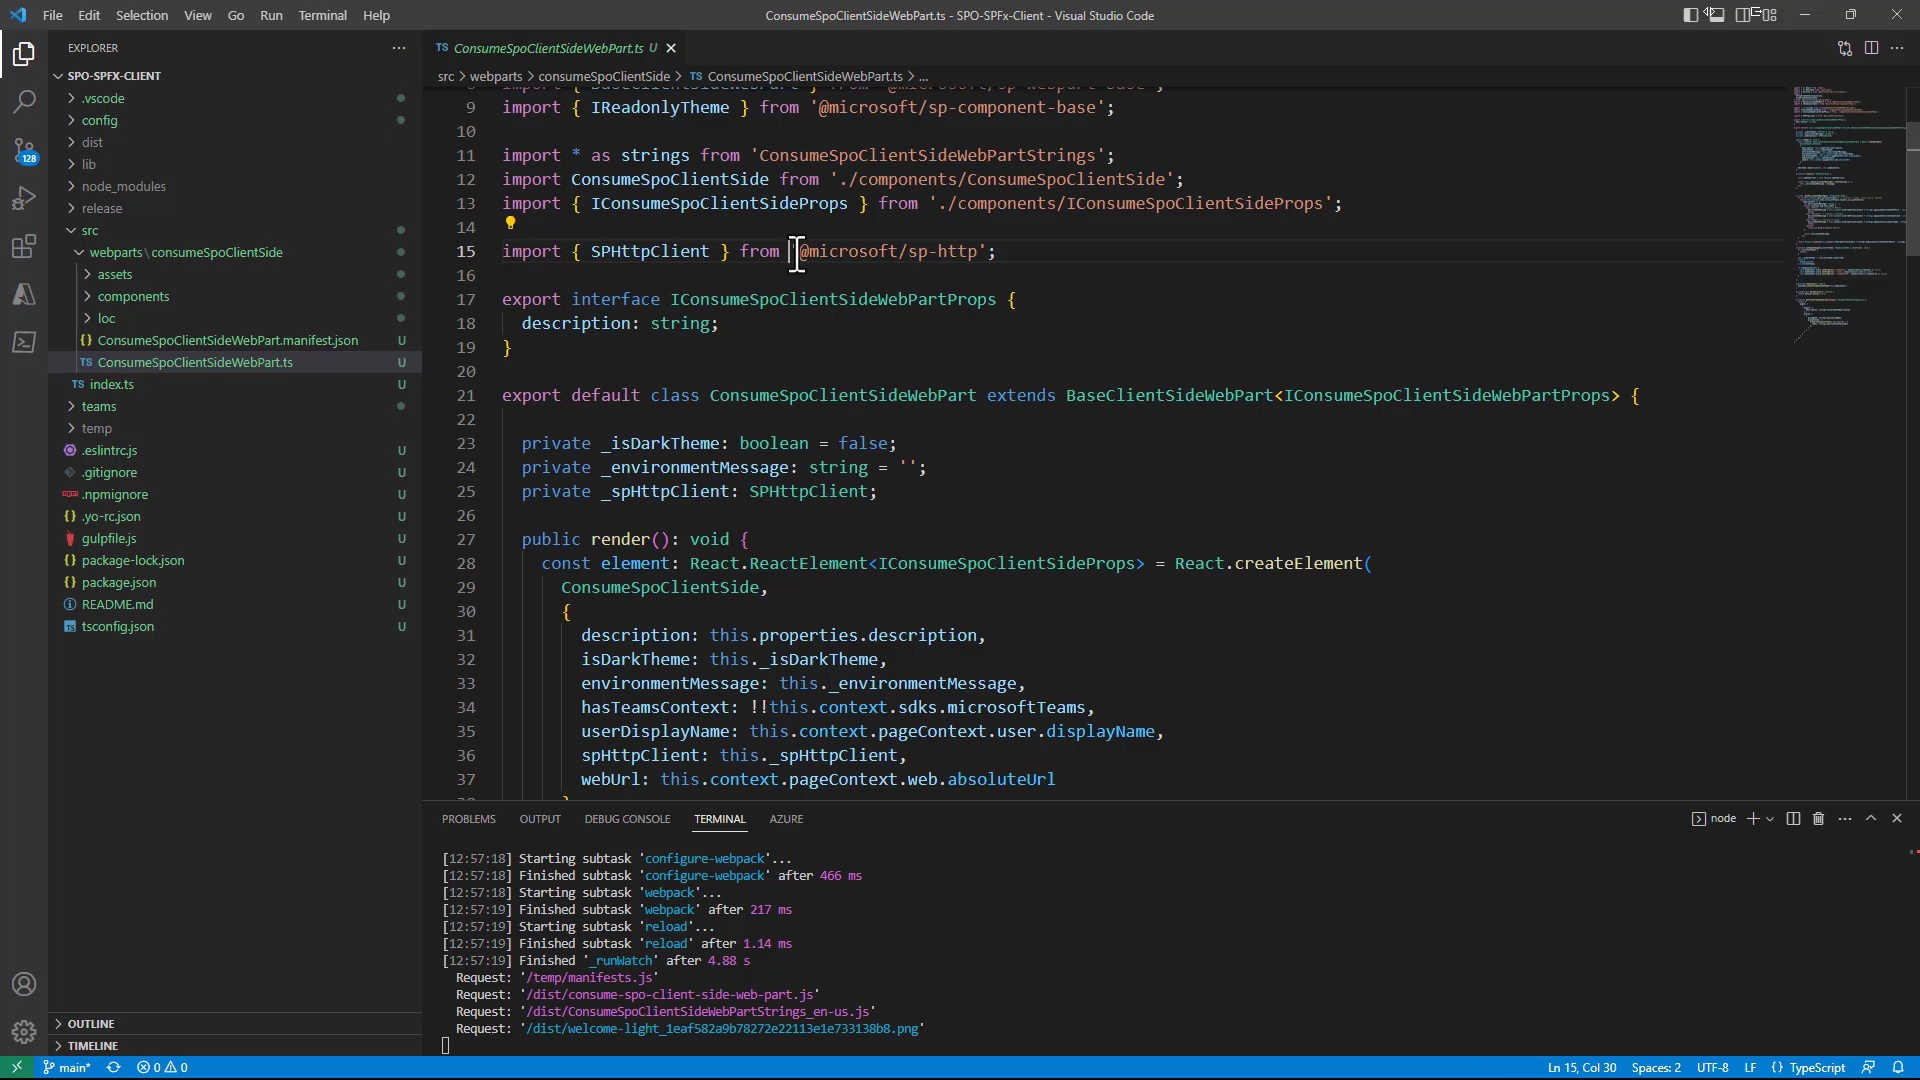 File Edit Selection View Go Run Terminal Help
ConsumeSpoClientSideWebPart.ts - SPO-SPFx-Client - Visual Studio Code
EXPLORER
SPO-SPFX-CLIENT
.vscode
config
dist
lib
node_modules
release
src
webparts\consumeSpoClientSide
assets
components
loc
{} ConsumeSpoClientSideWebPart.manifest.json U
TS ConsumeSpoClientSideWebPart.ts U
TS index.ts U
teams
temp
.eslintrc.js U
.gitignore U
.npmignore U
{} .yo-rc.json U
gulpfile.js U
{} package-lock.json U
{} package.json U
README.md U
TS tsconfig.json U
OUTLINE
TIMELINE
128
TS ConsumeSpoClientSideWebPart.ts U
src > webparts > consumeSpoClientSide > TS ConsumeSpoClientSideWebPart.ts > ...
8 import { BaseClientSideWebPart } from '@microsoft/sp-webpart-base';
9 import { IReadonlyTheme } from '@microsoft/sp-component-base';
10
11 import * as strings from 'ConsumeSpoClientSideWebPartStrings';
12 import ConsumeSpoClientSide from './components/ConsumeSpoClientSide';
13 import { IConsumeSpoClientSideProps } from './components/IConsumeSpoClientSideProps';
14
15 import { SPHttpClient } from '@microsoft/sp-http';
16
17 export interface IConsumeSpoClientSideWebPartProps {
18 description: string;
19 }
20
21 export default class ConsumeSpoClientSideWebPart extends BaseClientSideWebPart<IConsumeSpoClientSideWebPartProps> {
22
23 private _isDarkTheme: boolean = false;
24 private _environmentMessage: string = '';
25 private _spHttpClient: SPHttpClient;
26
27 public render(): void {
28 const element: React.ReactElement<IConsumeSpoClientSideProps> = React.createElement(
29 ConsumeSpoClientSide,
30 {
31 description: this.properties.description,
32 isDarkTheme: this._isDarkTheme,
33 environmentMessage: this._environmentMessage,
34 hasTeamsContext: !!this.context.sdks.microsoftTeams,
35 userDisplayName: this.context.pageContext.user.displayName,
36 spHttpClient: this._spHttpClient,
37 webUrl: this.context.pageContext.web.absoluteUrl
38 }
PROBLEMS OUTPUT DEBUG CONSOLE TERMINAL AZURE
node
[12:57:18] Starting subtask 'configure-webpack'...
[12:57:18] Finished subtask 'configure-webpack' after 466 ms
[12:57:18] Starting subtask 'webpack'...
[12:57:19] Finished subtask 'webpack' after 217 ms
[12:57:19] Starting subtask 'reload'...
[12:57:19] Finished subtask 'reload' after 1.14 ms
[12:57:19] Finished '_runWatch' after 4.88 s
Request: '/temp/manifests.js'
Request: '/dist/consume-spo-client-side-web-part.js'
Request: '/dist/ConsumeSpoClientSideWebPartStrings_en-us.js'
Request: '/dist/welcome-light_1eaf582a9b78272e22113e1e733138b8.png'
main* 0 0 Ln 15, Col 30 Spaces: 2 UTF-8 LF {} TypeScript